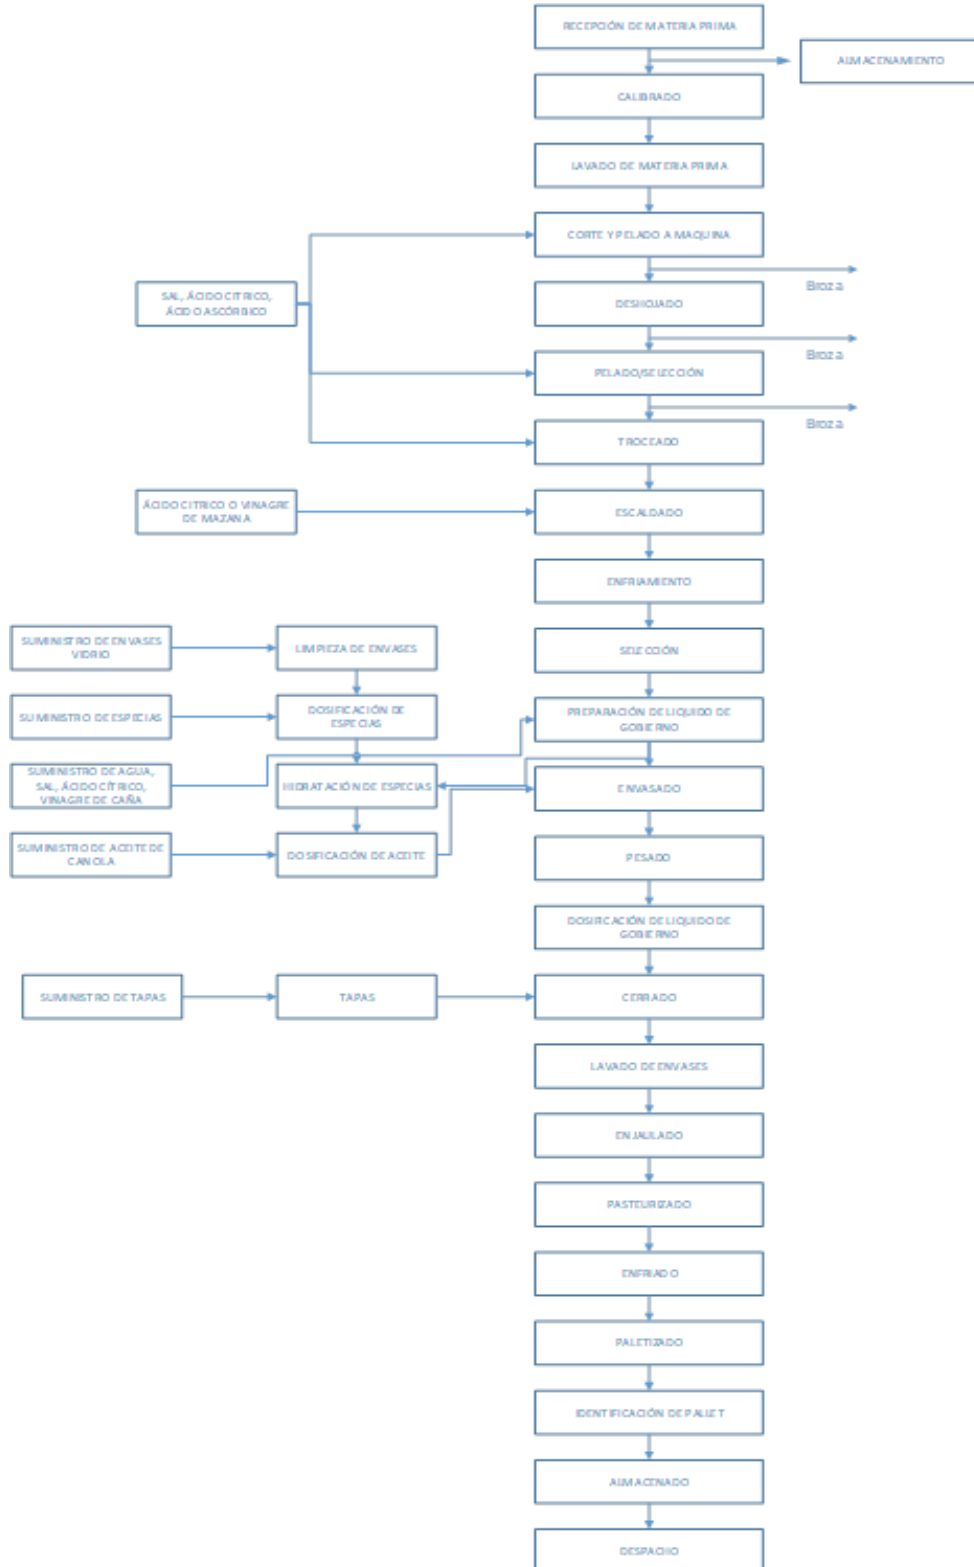 RECEPCIÓN DE MATERIA PRIMA
ALMACENAMIENTO
CALIBRADO
LAVADO DE MATERIA PRIMA
CORTE Y PELADO A MAQUINA
Broza
SAL, ÁCIDO CITRICO,
ÁCIDO ASCÓRBICO
DESHOJADO
Broza
PELADO/SELECCIÓN
Broza
TROCEADO
ÁCIDO CITRICO O VINAGRE
DE MAZANA
ESCALDADO
ENFRIAMIENTO
SUMINISTRO DE ENVASES
VIDRIO
LIMPIEZA DE ENVASES
SELECCIÓN
SUMINISTRO DE ESPECIAS
DOSIFICACIÓN DE
ESPECIAS
PREPARACIÓN DE LIQUIDO DE
GOBIERNO
SUMINISTRO DE AGUA,
SAL, ÁCIDO CÍTRICO,
VINAGRE DE CAÑA
HIDRATACIÓN DE ESPECIAS
ENVASADO
SUMINISTRO DE ACEITE DE
CANOLA
DOSIFICACIÓN DE ACEITE
PESADO
DOSIFICACIÓN DE LIQUIDO DE
GOBIERNO
SUMINISTRO DE TAPAS
TAPAS
CERRADO
LAVADO DE ENVASES
ENJAULADO
PASTEURIZADO
ENFRIADO
PALETIZADO
IDENTIFICACIÓN DE PALLET
ALMACENADO
DESPACHO